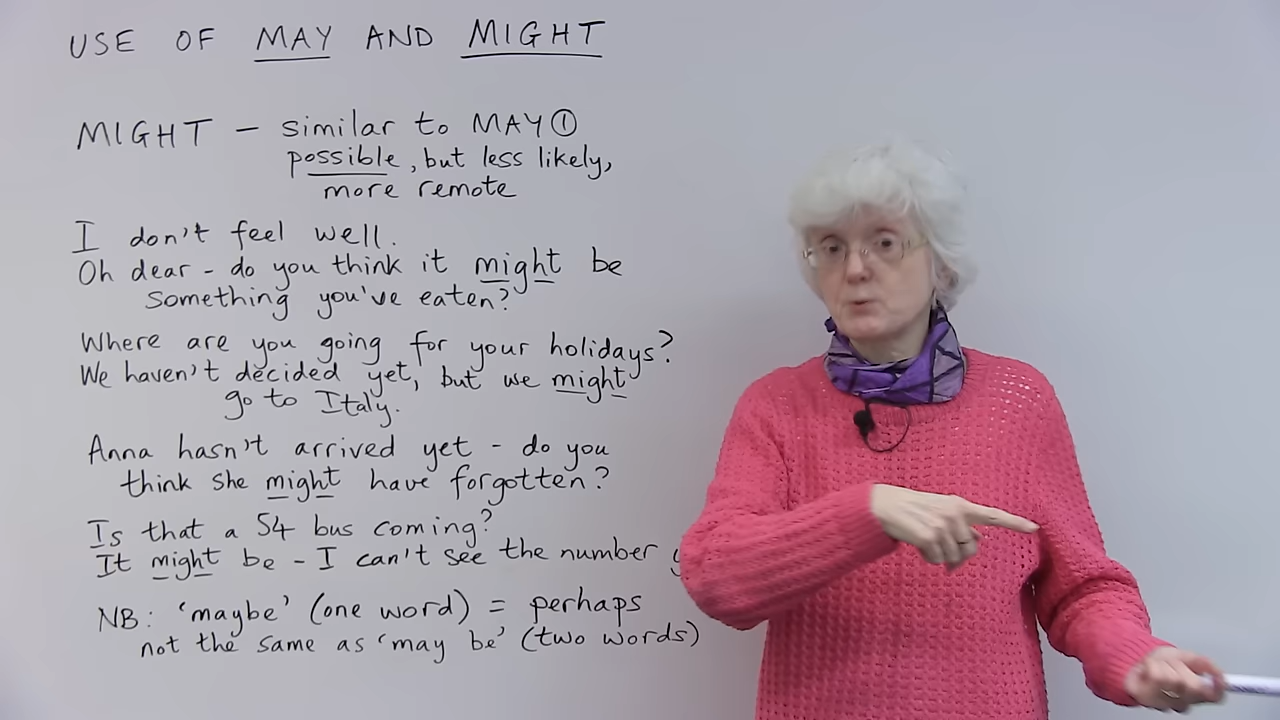 USE OF MAY AND MIGHT
MIGHT – similar to MAY ①
possible, but less likely,
more remote
I don't feel well.
Oh dear – do you think it might be
something you've eaten?
Where are you going for your holidays?
We haven't decided yet, but we might
go to Italy.
Anna hasn't arrived yet – do you
think she might have forgotten?
Is that a 54 bus coming?
It might be – I can't see the number
NB: 'maybe' (one word) = perhaps
not the same as 'may be' (two words)